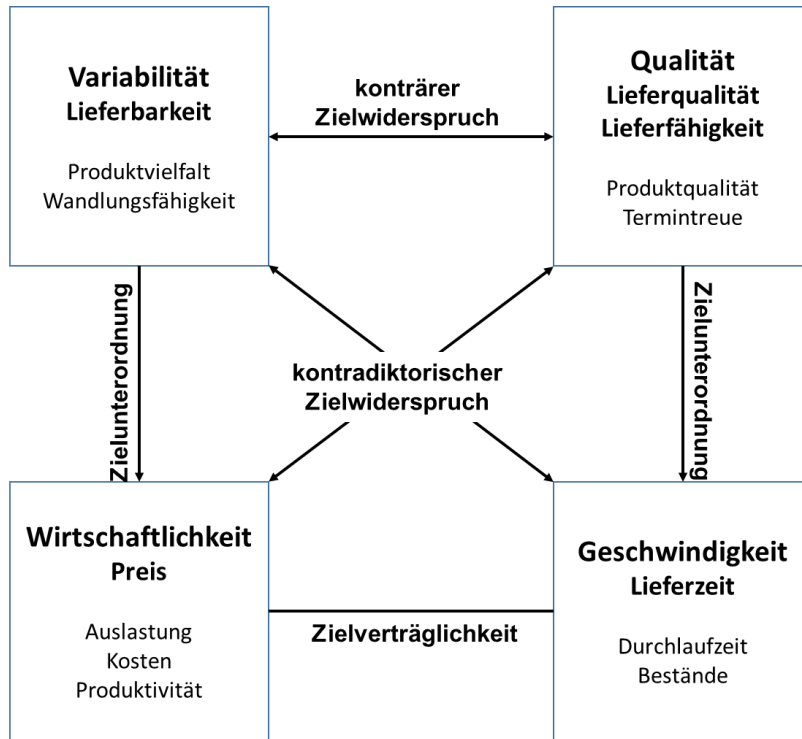 Variabilität
Lieferbarkeit
Produktvielfalt
Wandlungsfähigkeit
konträrer
Zielwiderspruch
Qualität
Lieferqualität
Lieferfähigkeit
Produktqualität
Termintreue
Zielunterordnung
kontradiktorischer
Zielwiderspruch
Zielunterordnung
Wirtschaftlichkeit
Preis
Auslastung
Kosten
Produktivität
Zielverträglichkeit
Geschwindigkeit
Lieferzeit
Durchlaufzeit
Bestände